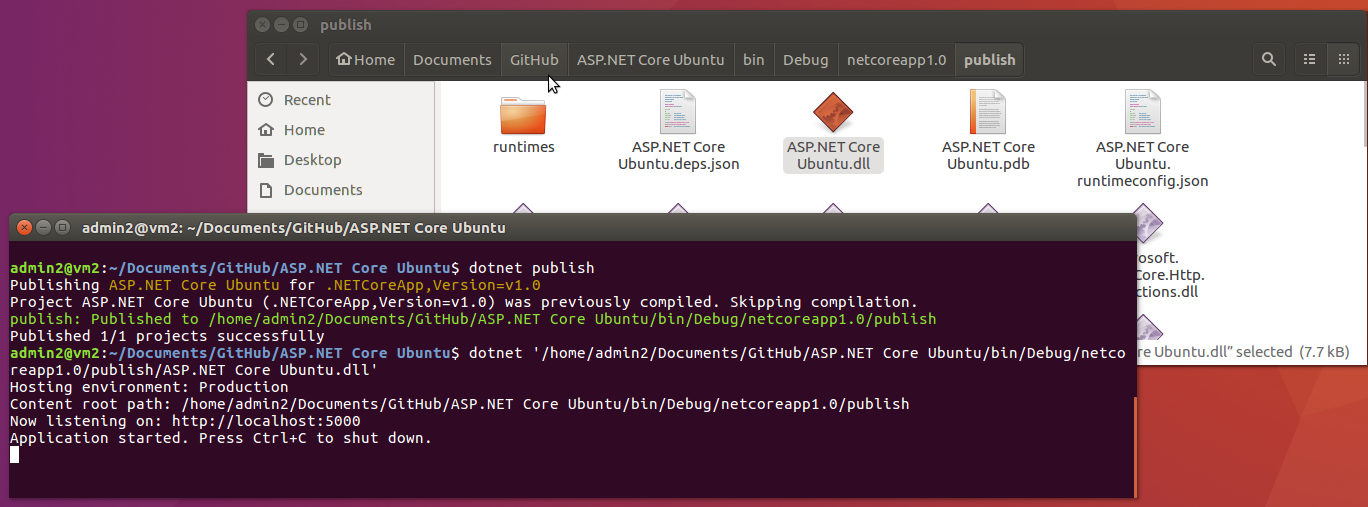 publish
Home Documents GitHub ASP.NET Core Ubuntu bin Debug netcoreapp1.0 publish
Recent
Home
Desktop
Documents
runtimes
ASP.NET Core
Ubuntu.deps.json
ASP.NET Core
Ubuntu.dll
ASP.NET Core
Ubuntu.pdb
ASP.NET Core
Ubuntu.
runtimeconfig.json
osoft.
Core.Http.
ctions.dll
e Ubuntu.dll” selected (7.7 kB)
admin2@vm2: ~/Documents/GitHub/ASP.NET Core Ubuntu
admin2@vm2:~/Documents/GitHub/ASP.NET Core Ubuntu$ dotnet publish
Publishing ASP.NET Core Ubuntu for .NETCoreApp,Version=v1.0
Project ASP.NET Core Ubuntu (.NETCoreApp,Version=v1.0) was previously compiled. Skipping compilation.
publish: Published to /home/admin2/Documents/GitHub/ASP.NET Core Ubuntu/bin/Debug/netcoreapp1.0/publish
Published 1/1 projects successfully
admin2@vm2:~/Documents/GitHub/ASP.NET Core Ubuntu$ dotnet '/home/admin2/Documents/GitHub/ASP.NET Core Ubuntu/bin/Debug/netco
reapp1.0/publish/ASP.NET Core Ubuntu.dll'
Hosting environment: Production
Content root path: /home/admin2/Documents/GitHub/ASP.NET Core Ubuntu/bin/Debug/netcoreapp1.0/publish
Now listening on: http://localhost:5000
Application started. Press Ctrl+C to shut down.